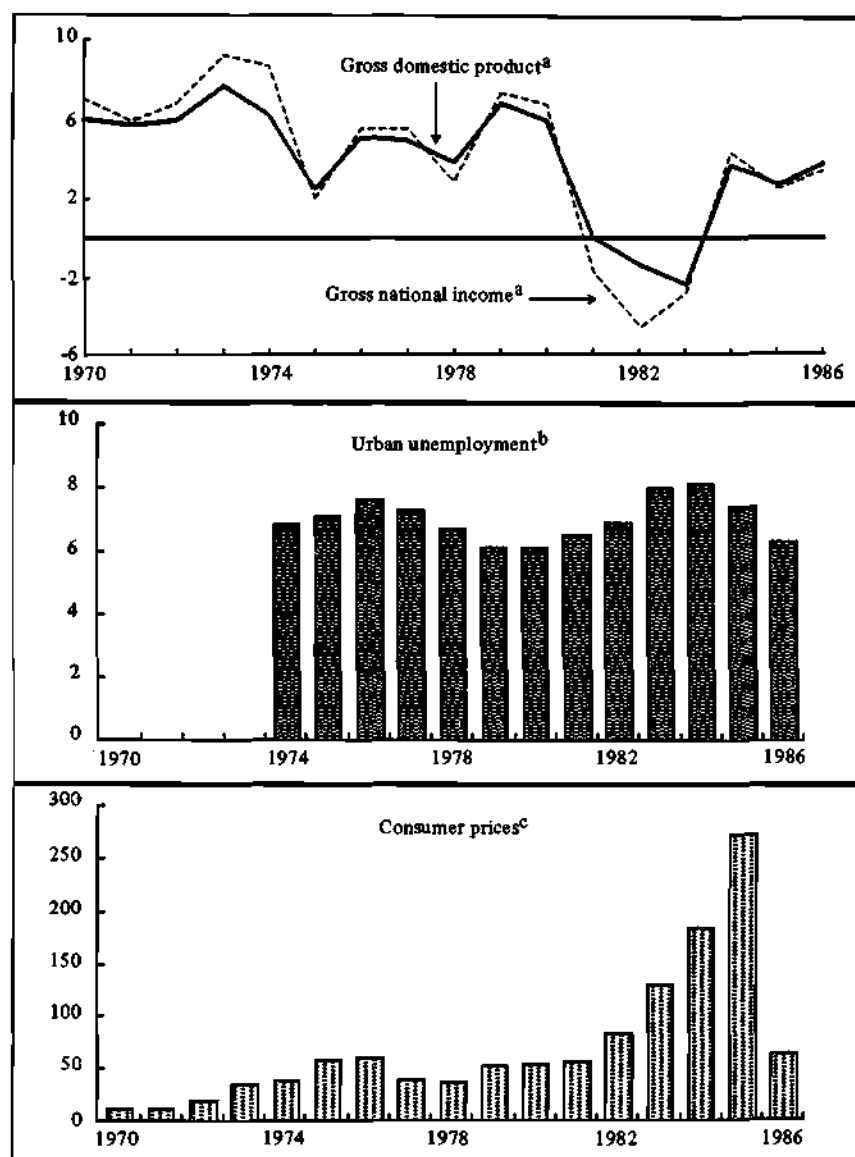 10
Gross domestic product a
6
2
-2
Gross national income a
-6
1970 1974 1978 1982 1986
10
Urban unemployment b
8
6
4
2
0
1970 1974 1978 1982 1986
300
Consumer prices c
250
200
150
100
50
0
1970 1974 1978 1982 1986